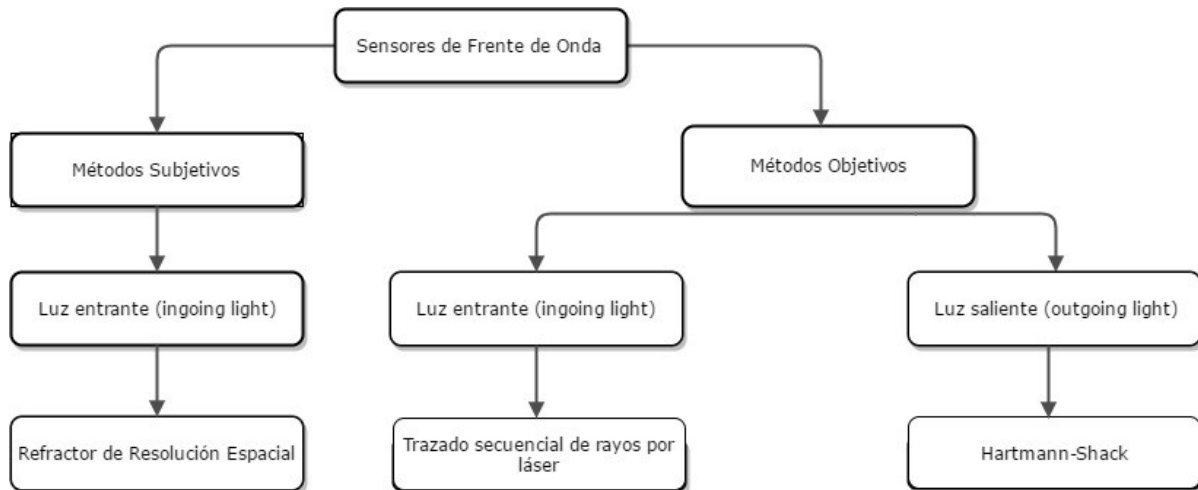 Sensores de Frente de Onda
Métodos Subjetivos
Métodos Objetivos
Luz entrante (ingoing light)
Luz entrante (ingoing light)
Luz saliente (outgoing light)
Refractor de Resolución Espacial
Trazado secuencial de rayos por
láser
Hartmann-Shack